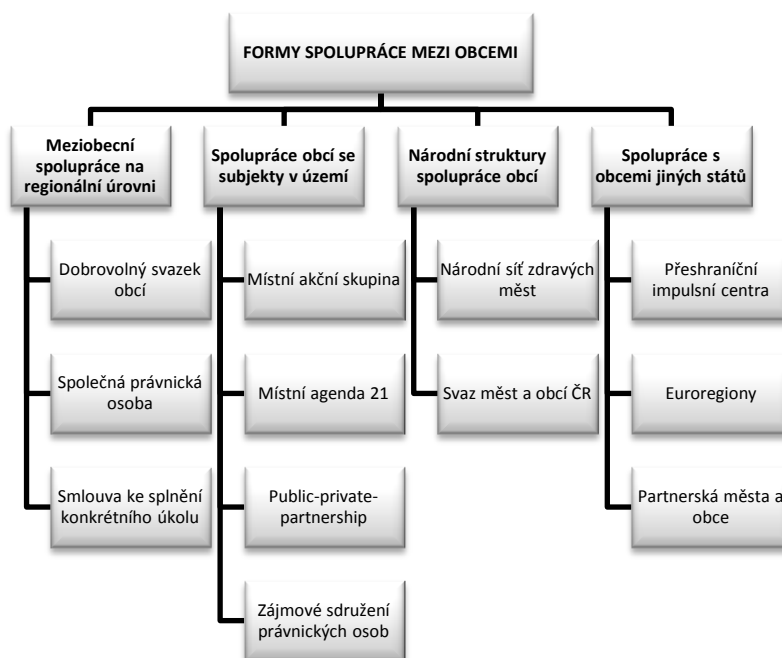 FORMY SPOLUPRÁCE MEZI OBCEMI
Meziobecní
spolupráce na
regionální úrovni
Dobrovolný svazek
obcí
Společná právnická
osoba
Smlouva ke splnění
konkrétního úkolu
Spolupráce obcí se
subjekty v území
Místní akční skupina
Místní agenda 21
Public-private-
partnership
Zájmové sdružení
právnických osob
Národní struktury
spolupráce obcí
Národní síť zdravých
měst
Svaz měst a obcí ČR
Spolupráce s
obcemi jiných států
Přeshraniční
impulsní centra
Euroregiony
Partnerská města a
obce